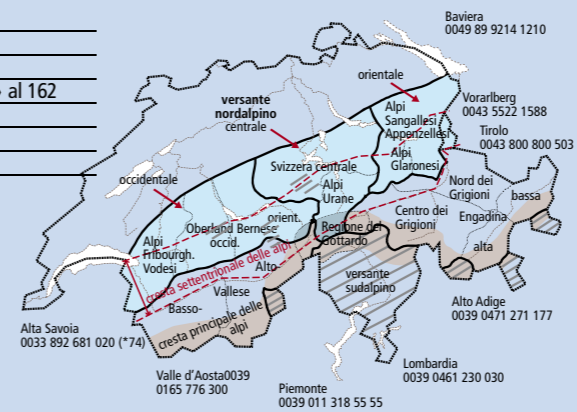 Baviera
0049 89 9214 1210
» al 162
orientale
versante
nordalpino
centrale
Vorarlberg
0043 5522 1588
Alpi
Sangallesi
Appenzellesi
Tirolo
0043 800 800 503
Svizzera centrale
Alpi
Glaronesi
occidentale
Alpi
Urane
Nord dei
Grigioni
bassa
orient.
Oberland Bernese
occid.
Regione del
Gottardo
Centro dei
Grigioni
Engadina
Alpi
Fribourgh.
Vodesi
cresta settentrionale delle alpi
alta
Alto
versante
sudalpino
Vallese
Basso-
cresta principale delle
alpi
Alto Adige
0039 0471 271 177
Alta Savoia
0033 892 681 020 (*74)
Lombardia
0039 0461 230 030
Valle d'Aosta0039
0165 776 300
Piemonte
0039 011 318 55 55